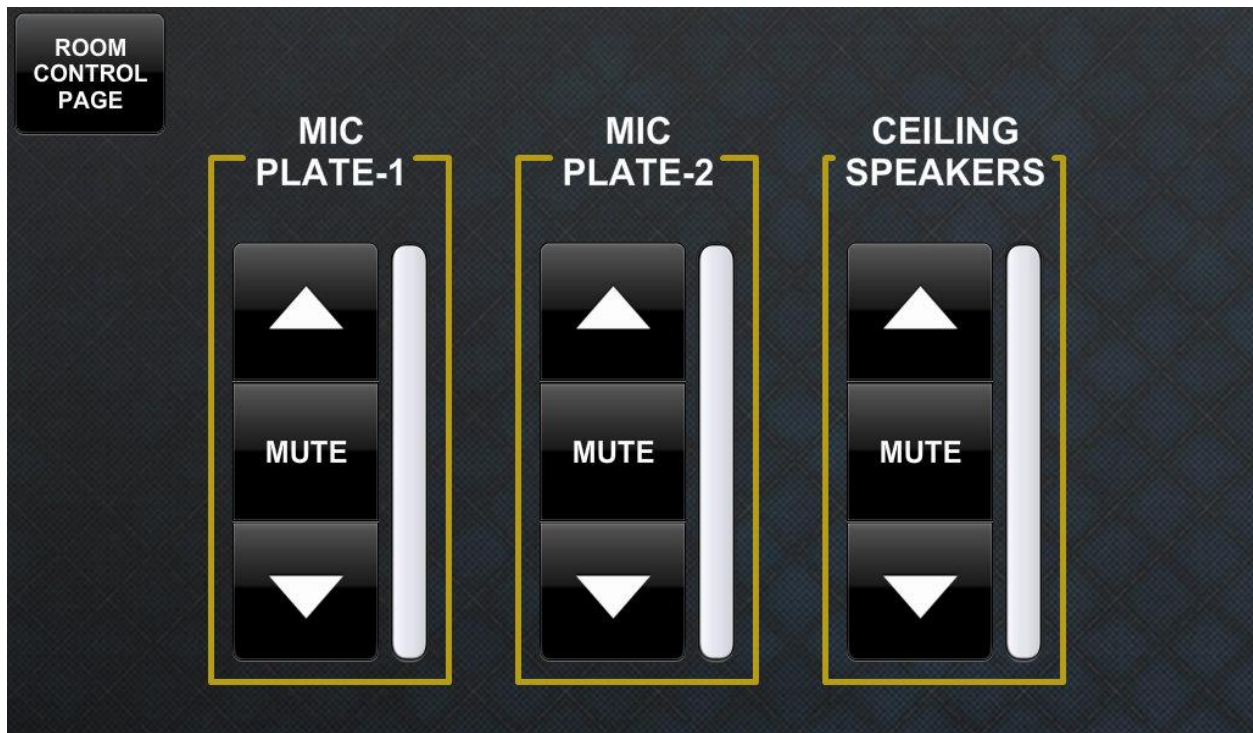 ROOM
CONTROL
PAGE
MIC
PLATE-1
MIC
PLATE-2
CEILING
SPEAKERS
MUTE
MUTE
MUTE